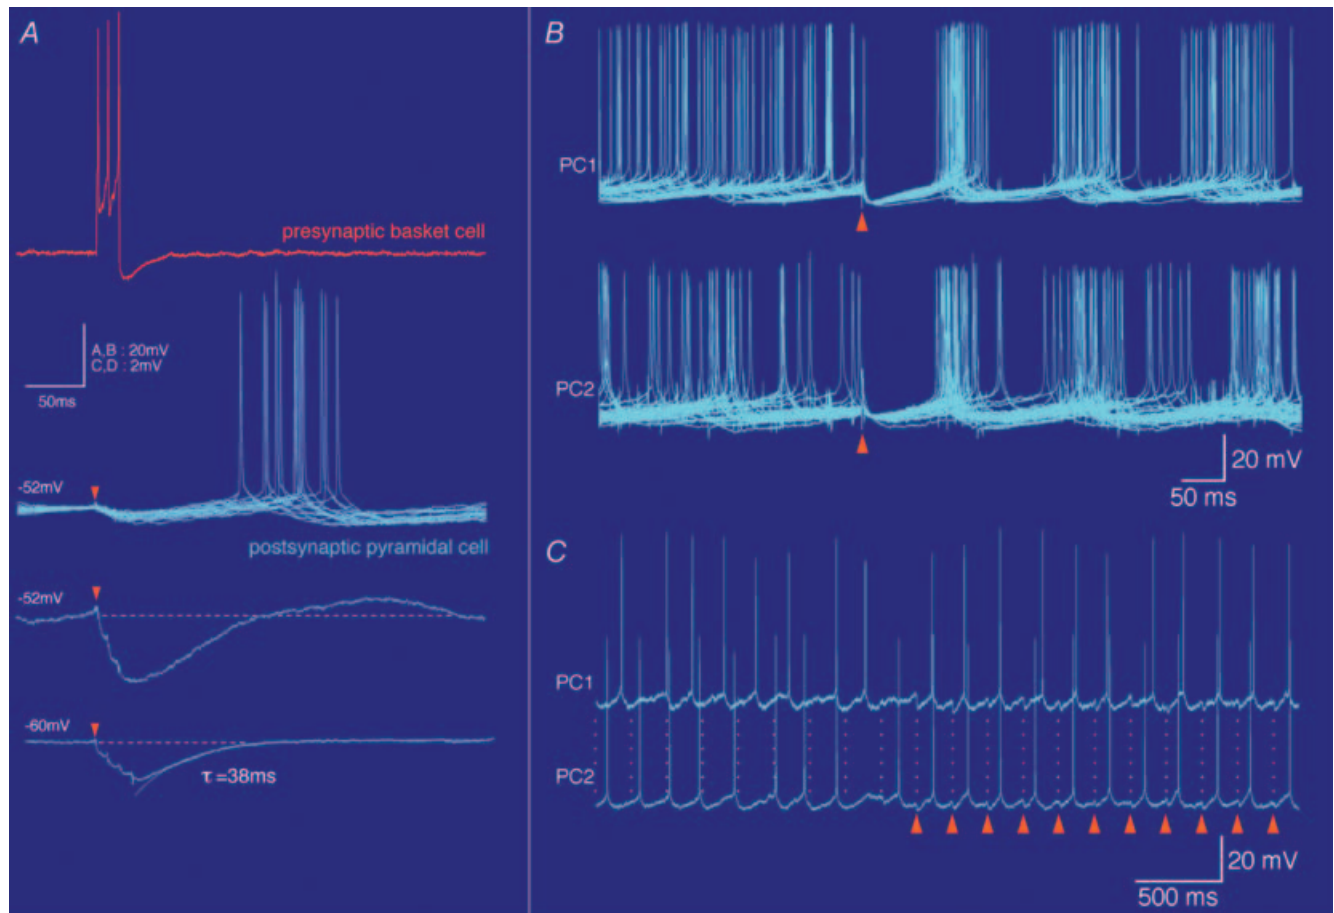 A
presynaptic basket cell
A,B : 20mV
C,D : 2mV
50ms
-52mV
postsynaptic pyramidal cell
-52mV
-60mV
τ =38ms
B
PC1
PC2
20 mV
50 ms
C
PC1
PC2
20 mV
500 ms